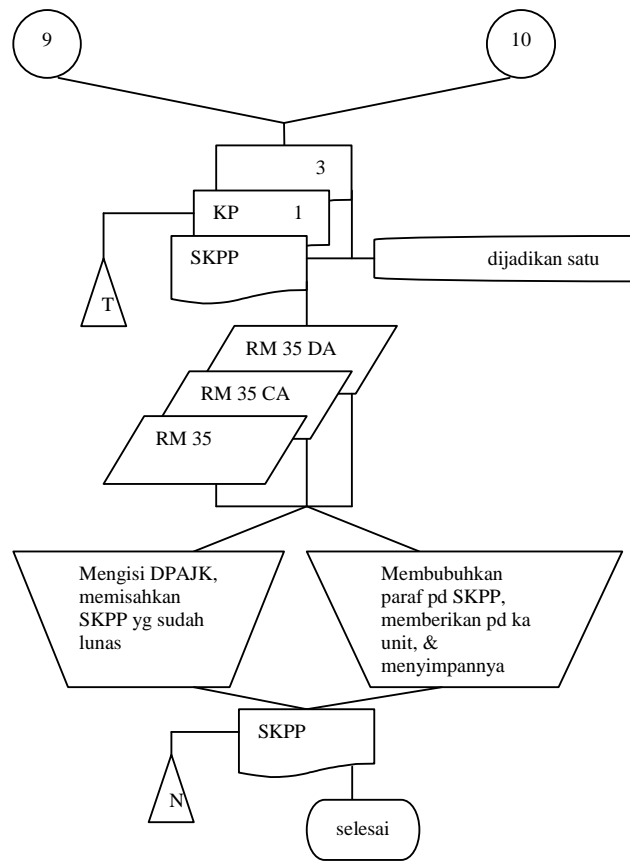 9
10
3
KP 1
SKPP
dijadikan satu
T
RM 35 DA
RM 35 CA
RM 35
Mengisi DPAJK,
memisahkan
SKPP yg sudah
lunas
Membubuhkan
paraf pd SKPP,
memberikan pd ka
unit, &
menyimpannya
SKPP
N
selesai